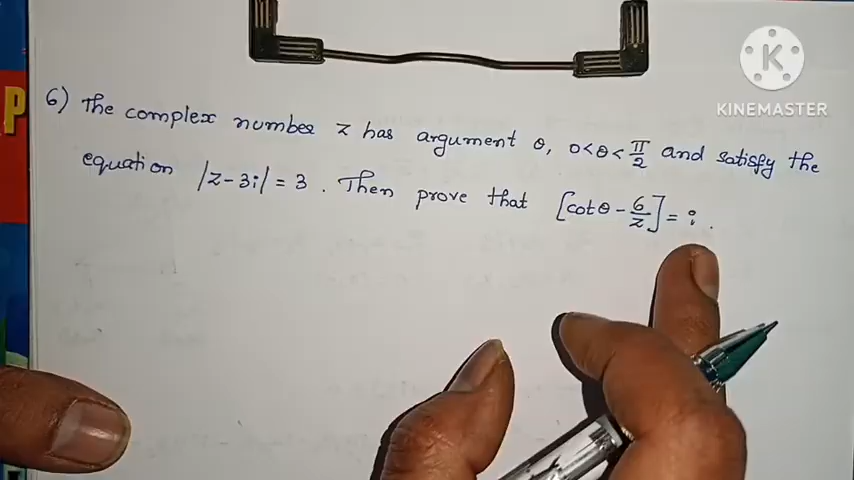 P
K
KINEMASTER
6) The complex number z has argument θ, 0<θ<π/2 and satisfy the
equation |z-3i| = 3. Then prove that [cotθ - 6/z] = i.